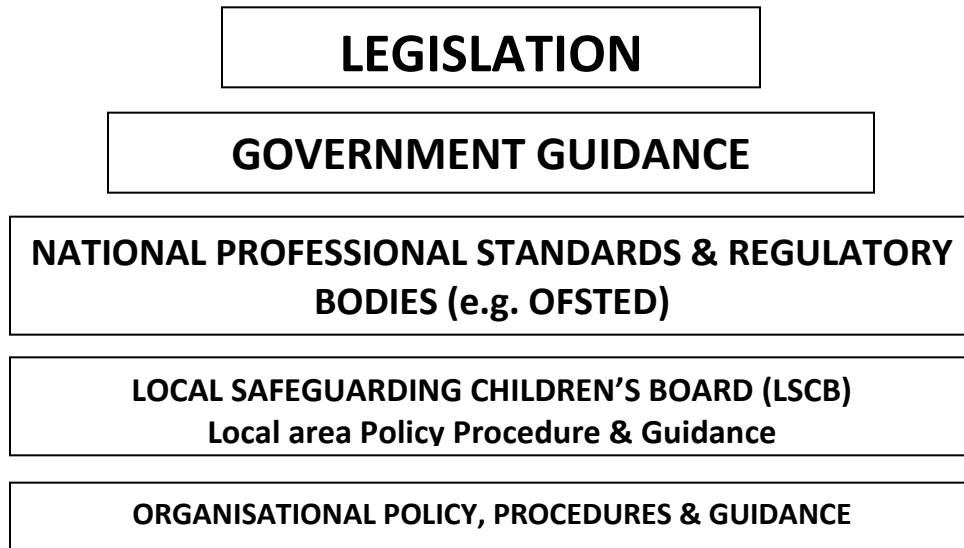 LEGISLATION
GOVERNMENT GUIDANCE
NATIONAL PROFESSIONAL STANDARDS & REGULATORY
BODIES (e.g. OFSTED)
LOCAL SAFEGUARDING CHILDREN’S BOARD (LSCB)
Local area Policy Procedure & Guidance
ORGANISATIONAL POLICY, PROCEDURES & GUIDANCE